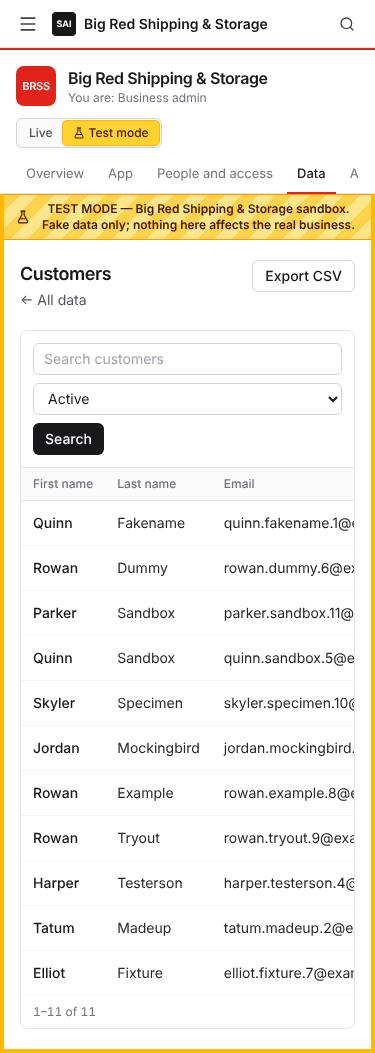 SAI Big Red Shipping & Storage
BRSS
Big Red Shipping & Storage
You are: Business admin
Live Test mode
Overview App People and access Data A
TEST MODE — Big Red Shipping & Storage sandbox.
Fake data only; nothing here affects the real business.
Customers
Export CSV
← All data
Search customers
Active
Search
First name Last name Email
Quinn Fakename quinn.fakename.1@e
Rowan Dummy rowan.dummy.6@ex
Parker Sandbox parker.sandbox.11@
Quinn Sandbox quinn.sandbox.5@e
Skyler Specimen skyler.specimen.10@
Jordan Mockingbird jordan.mockingbird.
Rowan Example rowan.example.8@e
Rowan Tryout rowan.tryout.9@exa
Harper Testerson harper.testerson.4@
Tatum Madeup tatum.madeup.2@e
Elliot Fixture elliot.fixture.7@exar
1–11 of 11